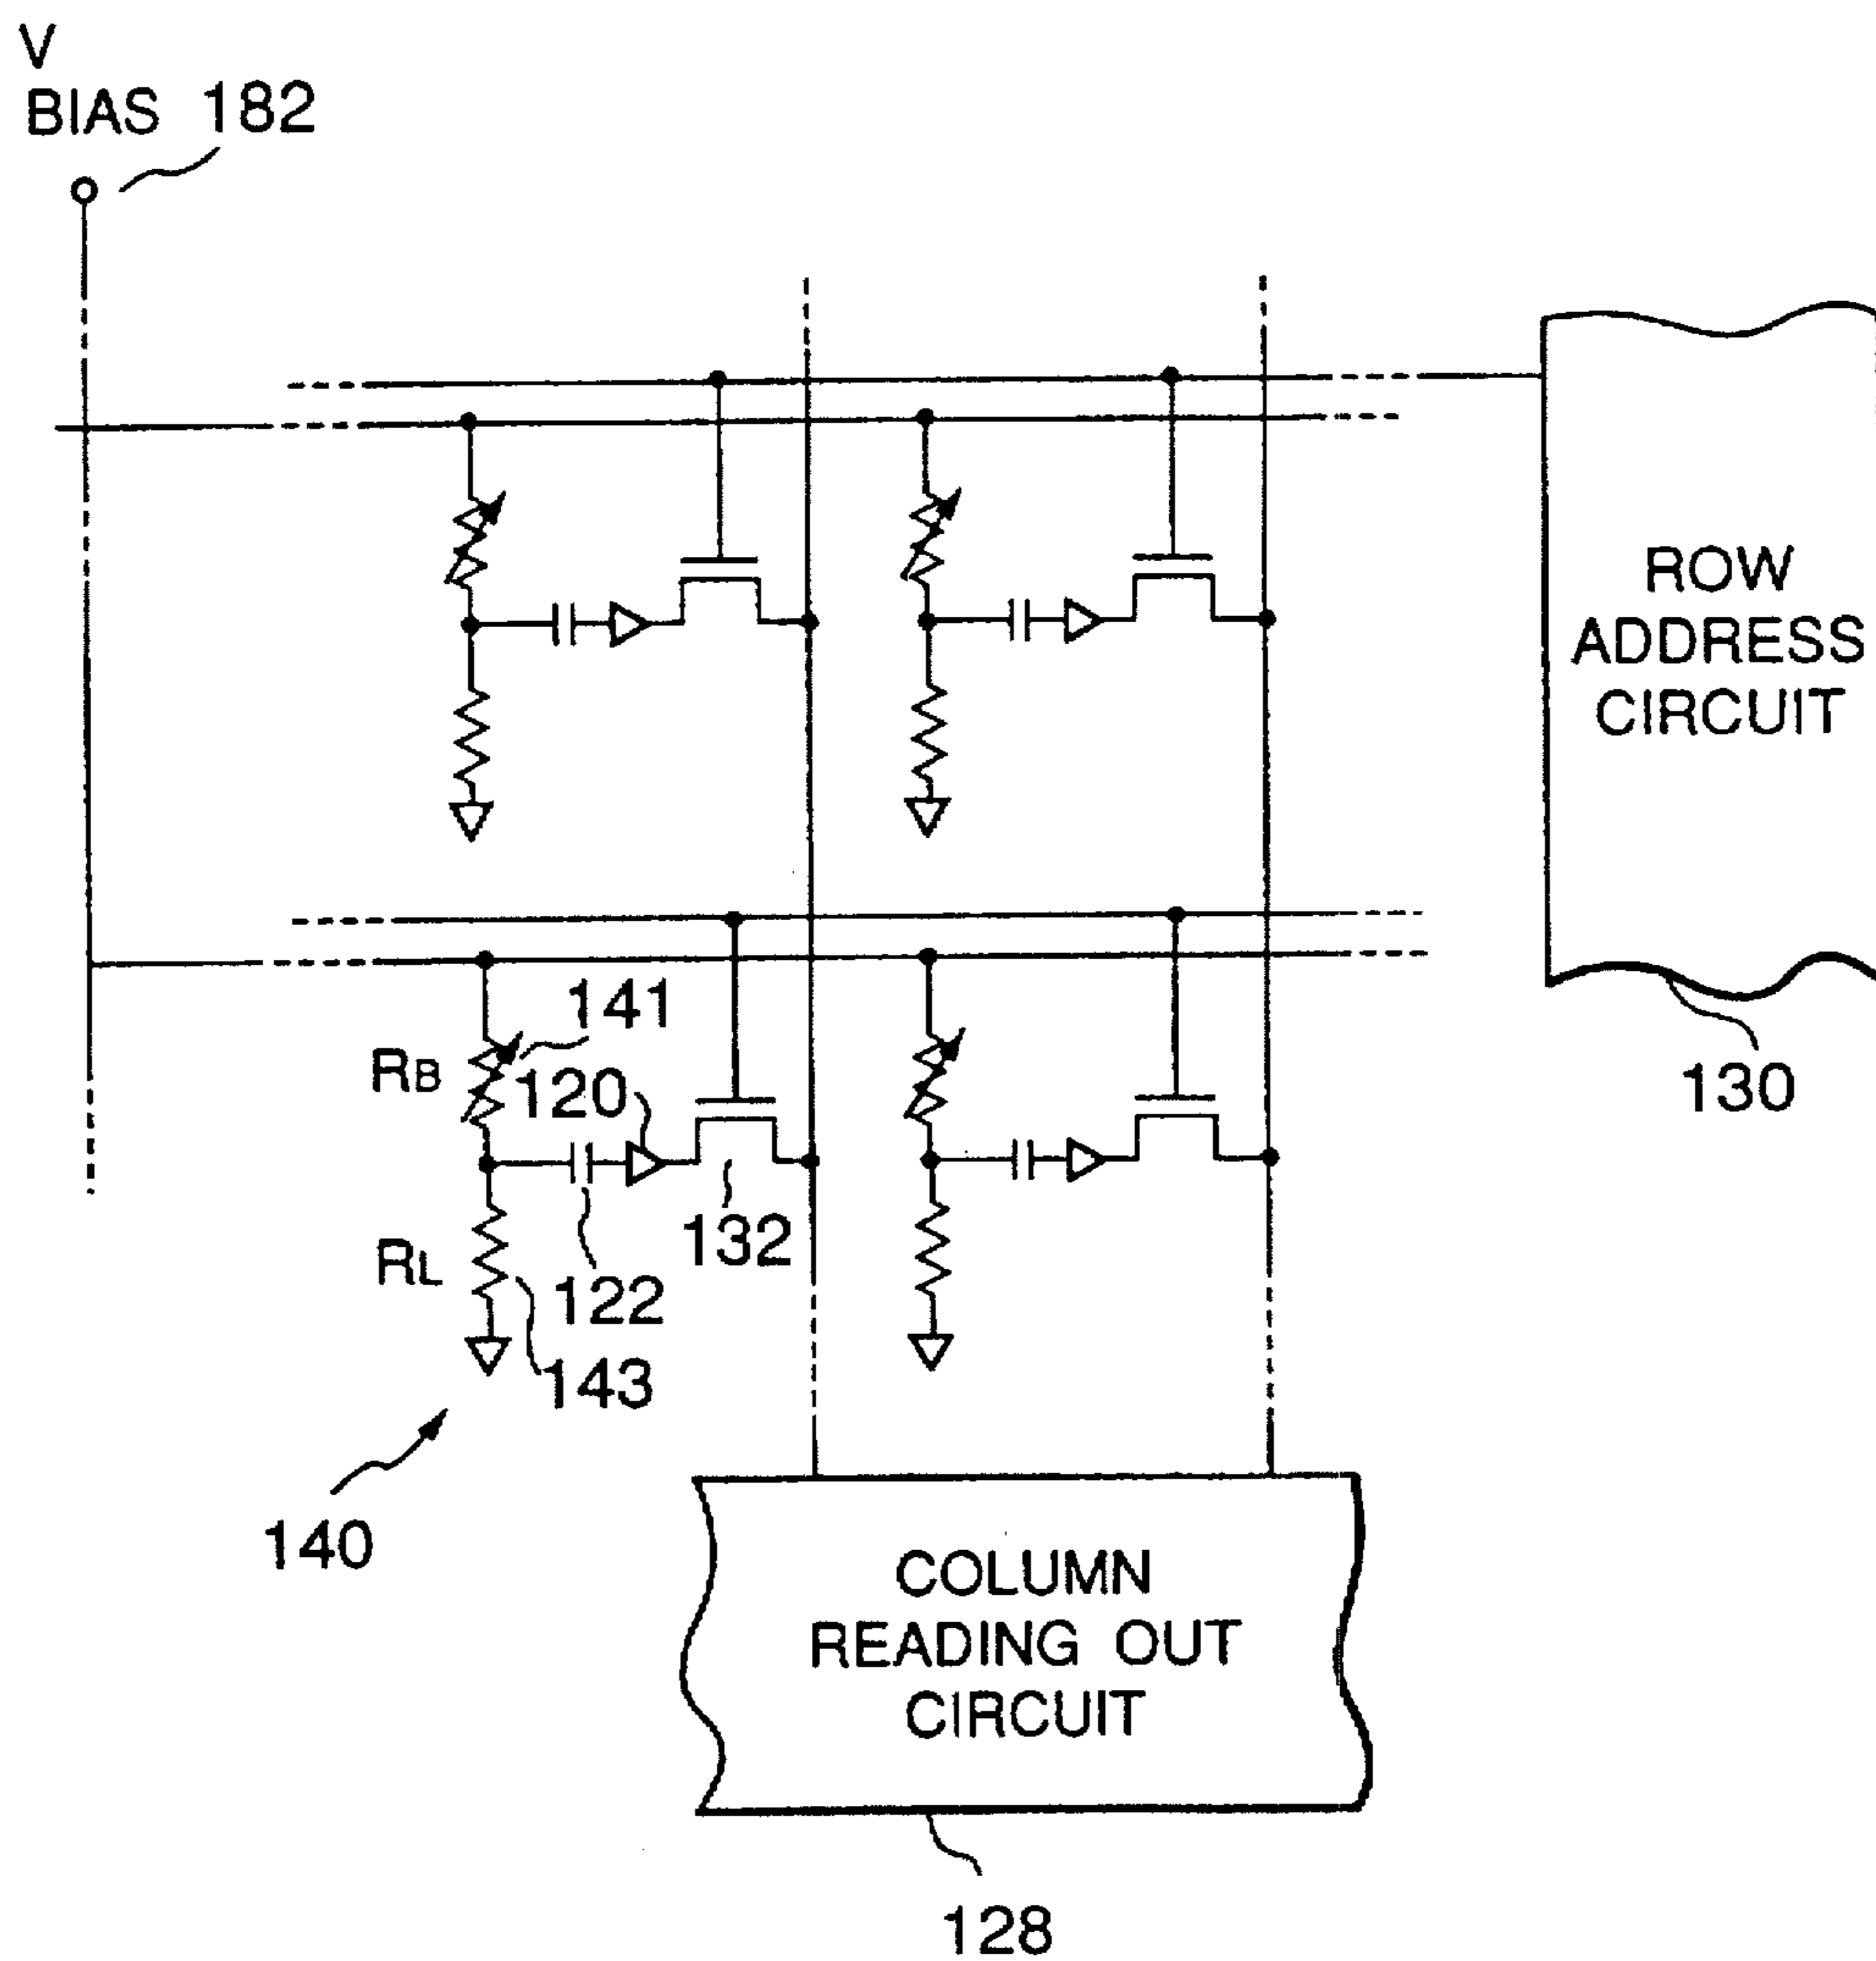 V
BIAS 182
ROW
ADDRESS
CIRCUIT
141
RB
120
130
132
RL
122
143
140
COLUMN
READING OUT
CIRCUIT
128